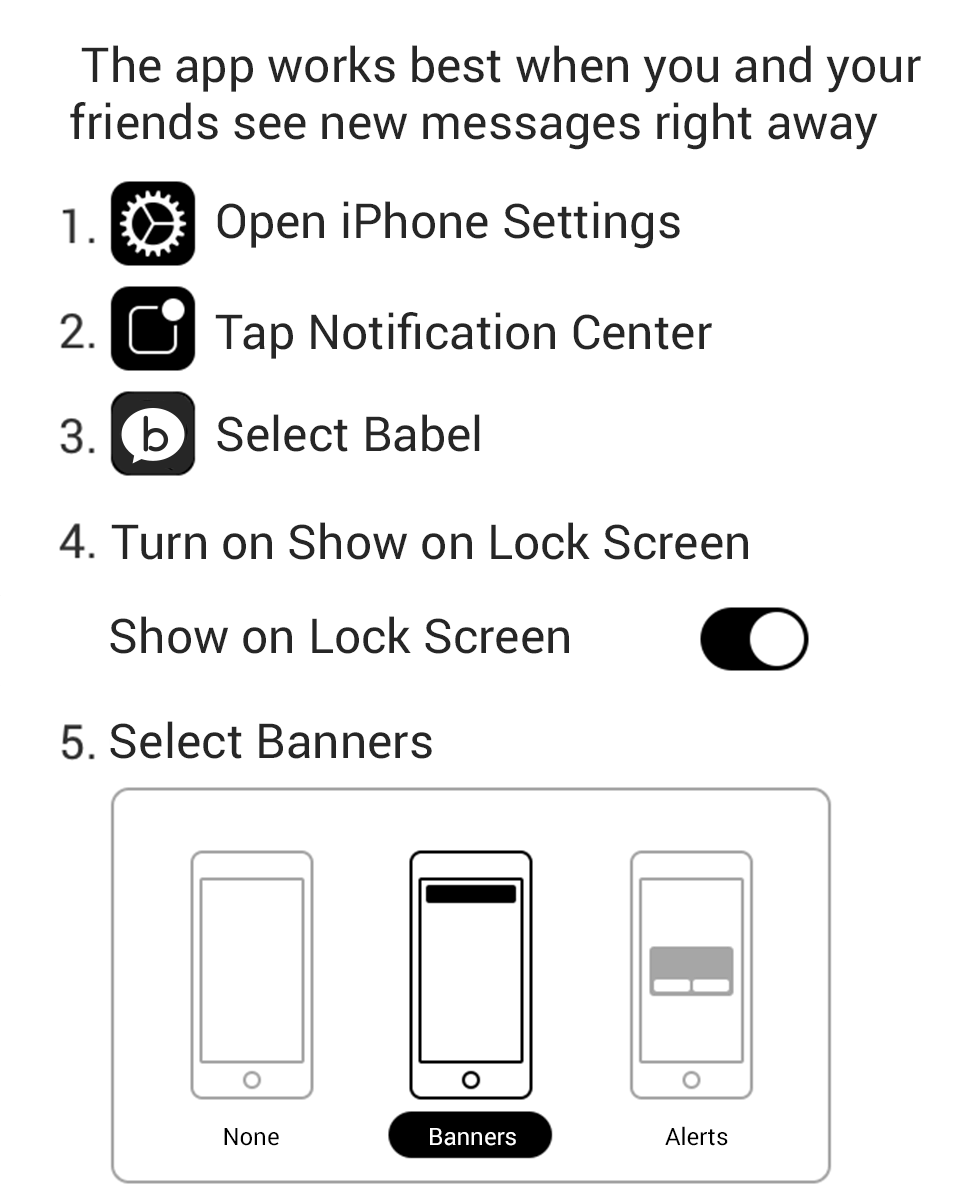 The app works best when you and your
friends see new messages right away
1. Open iPhone Settings
2. Tap Notification Center
3. b Select Babel
4. Turn on Show on Lock Screen
Show on Lock Screen
5. Select Banners
None Banners Alerts